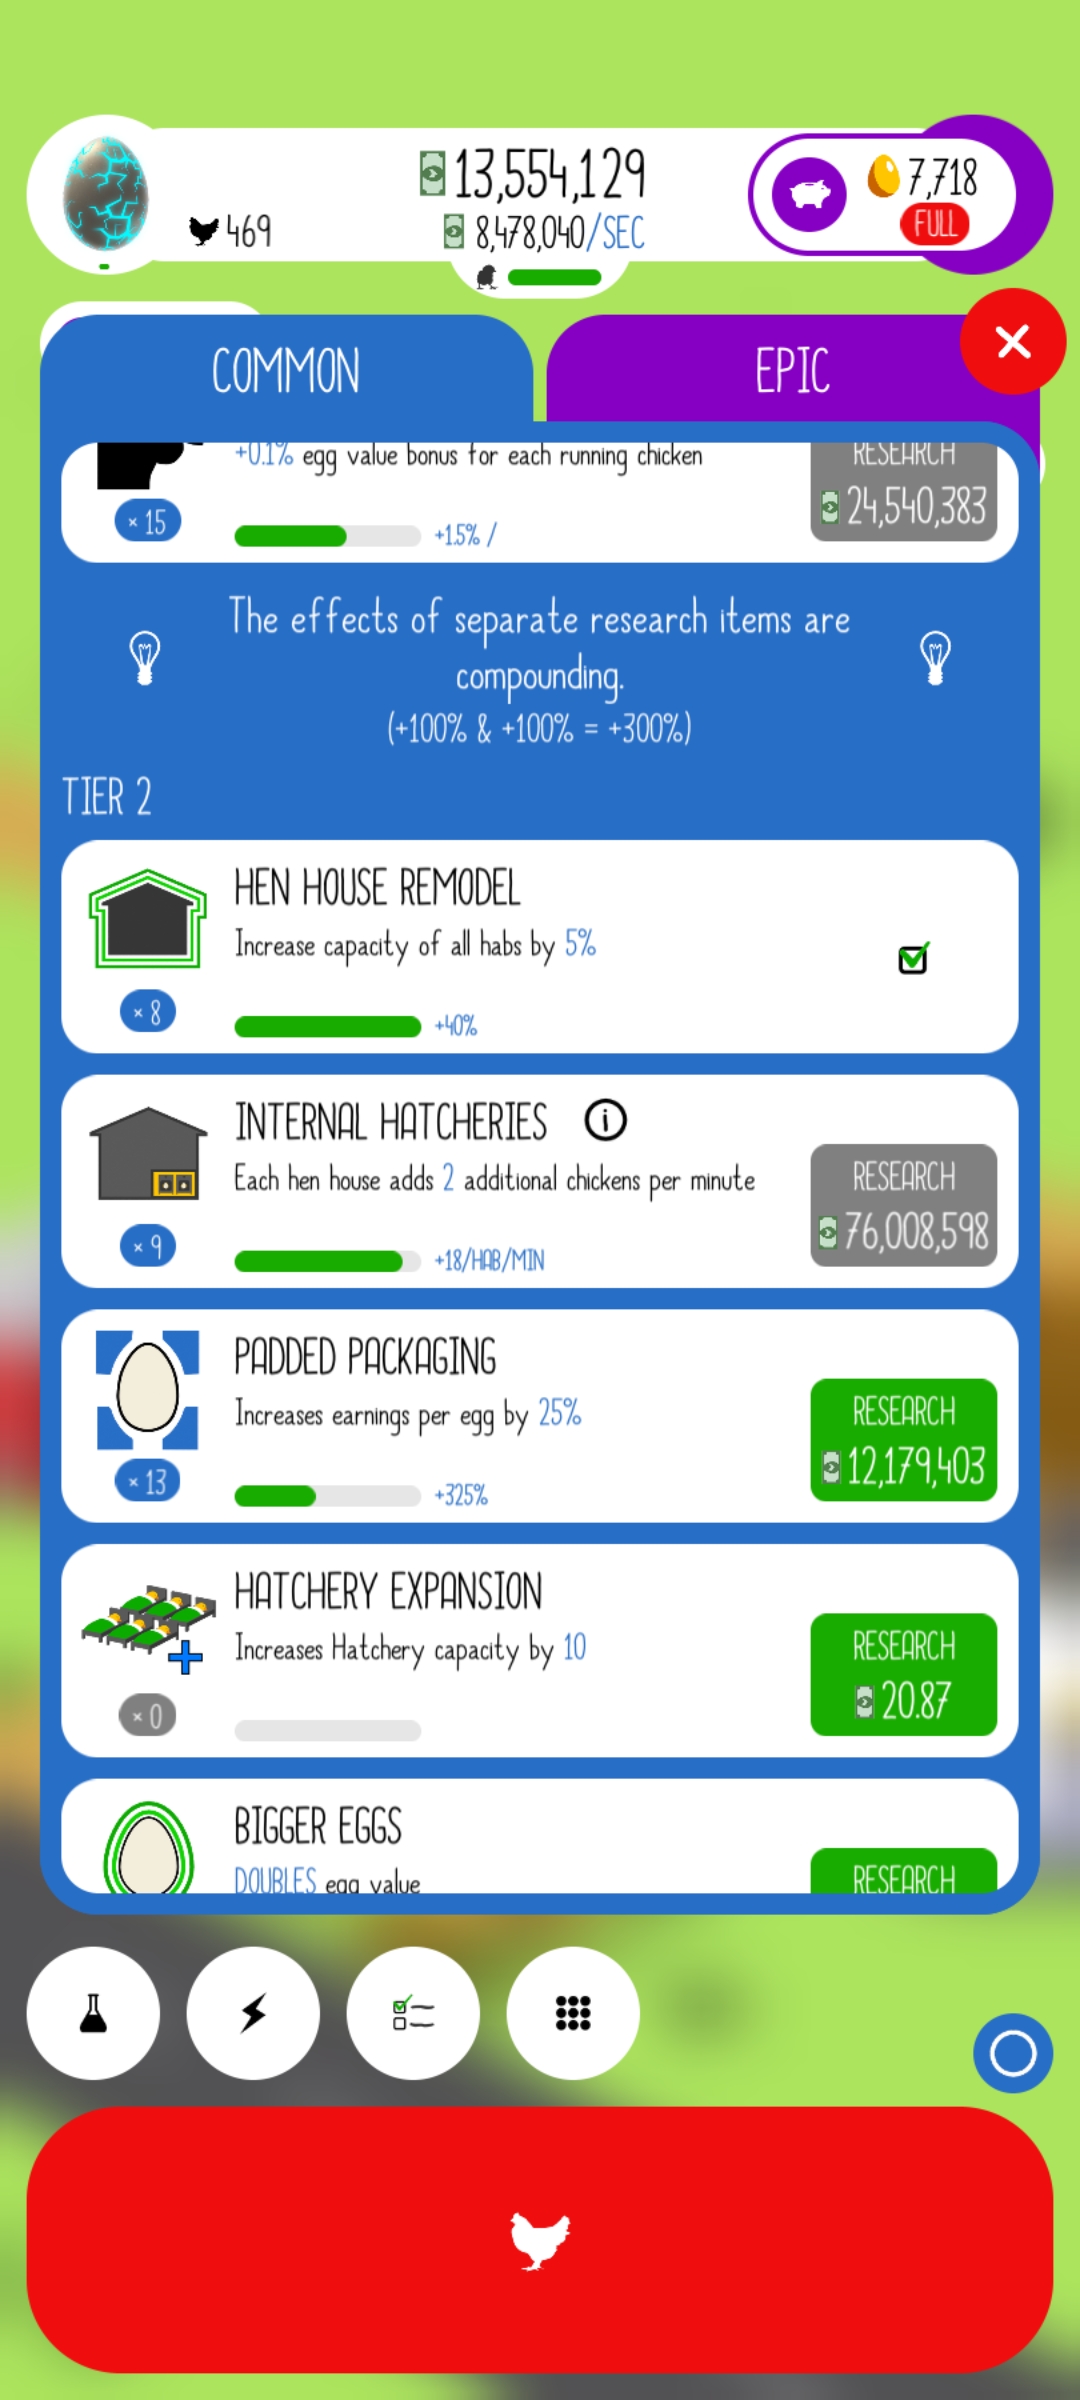 13,554,129
469
8,478,040/SEC
7,718
FULL
COMMON
EPIC
+0.1% egg value bonus for each running chicken
RESEARCH
24,540,383
× 15
+1.5% /
The effects of separate research items are
compounding.
(+100% & +100% = +300%)
TIER 2
HEN HOUSE REMODEL
Increase capacity of all habs by 5%
× 8
+40%
INTERNAL HATCHERIES
Each hen house adds 2 additional chickens per minute
RESEARCH
76,008,598
× 9
+18/HAB/MIN
PADDED PACKAGING
Increases earnings per egg by 25%
RESEARCH
12,179,403
× 13
+325%
HATCHERY EXPANSION
Increases Hatchery capacity by 10
RESEARCH
20.87
× 0
BIGGER EGGS
DOUBLES egg value
RESEARCH